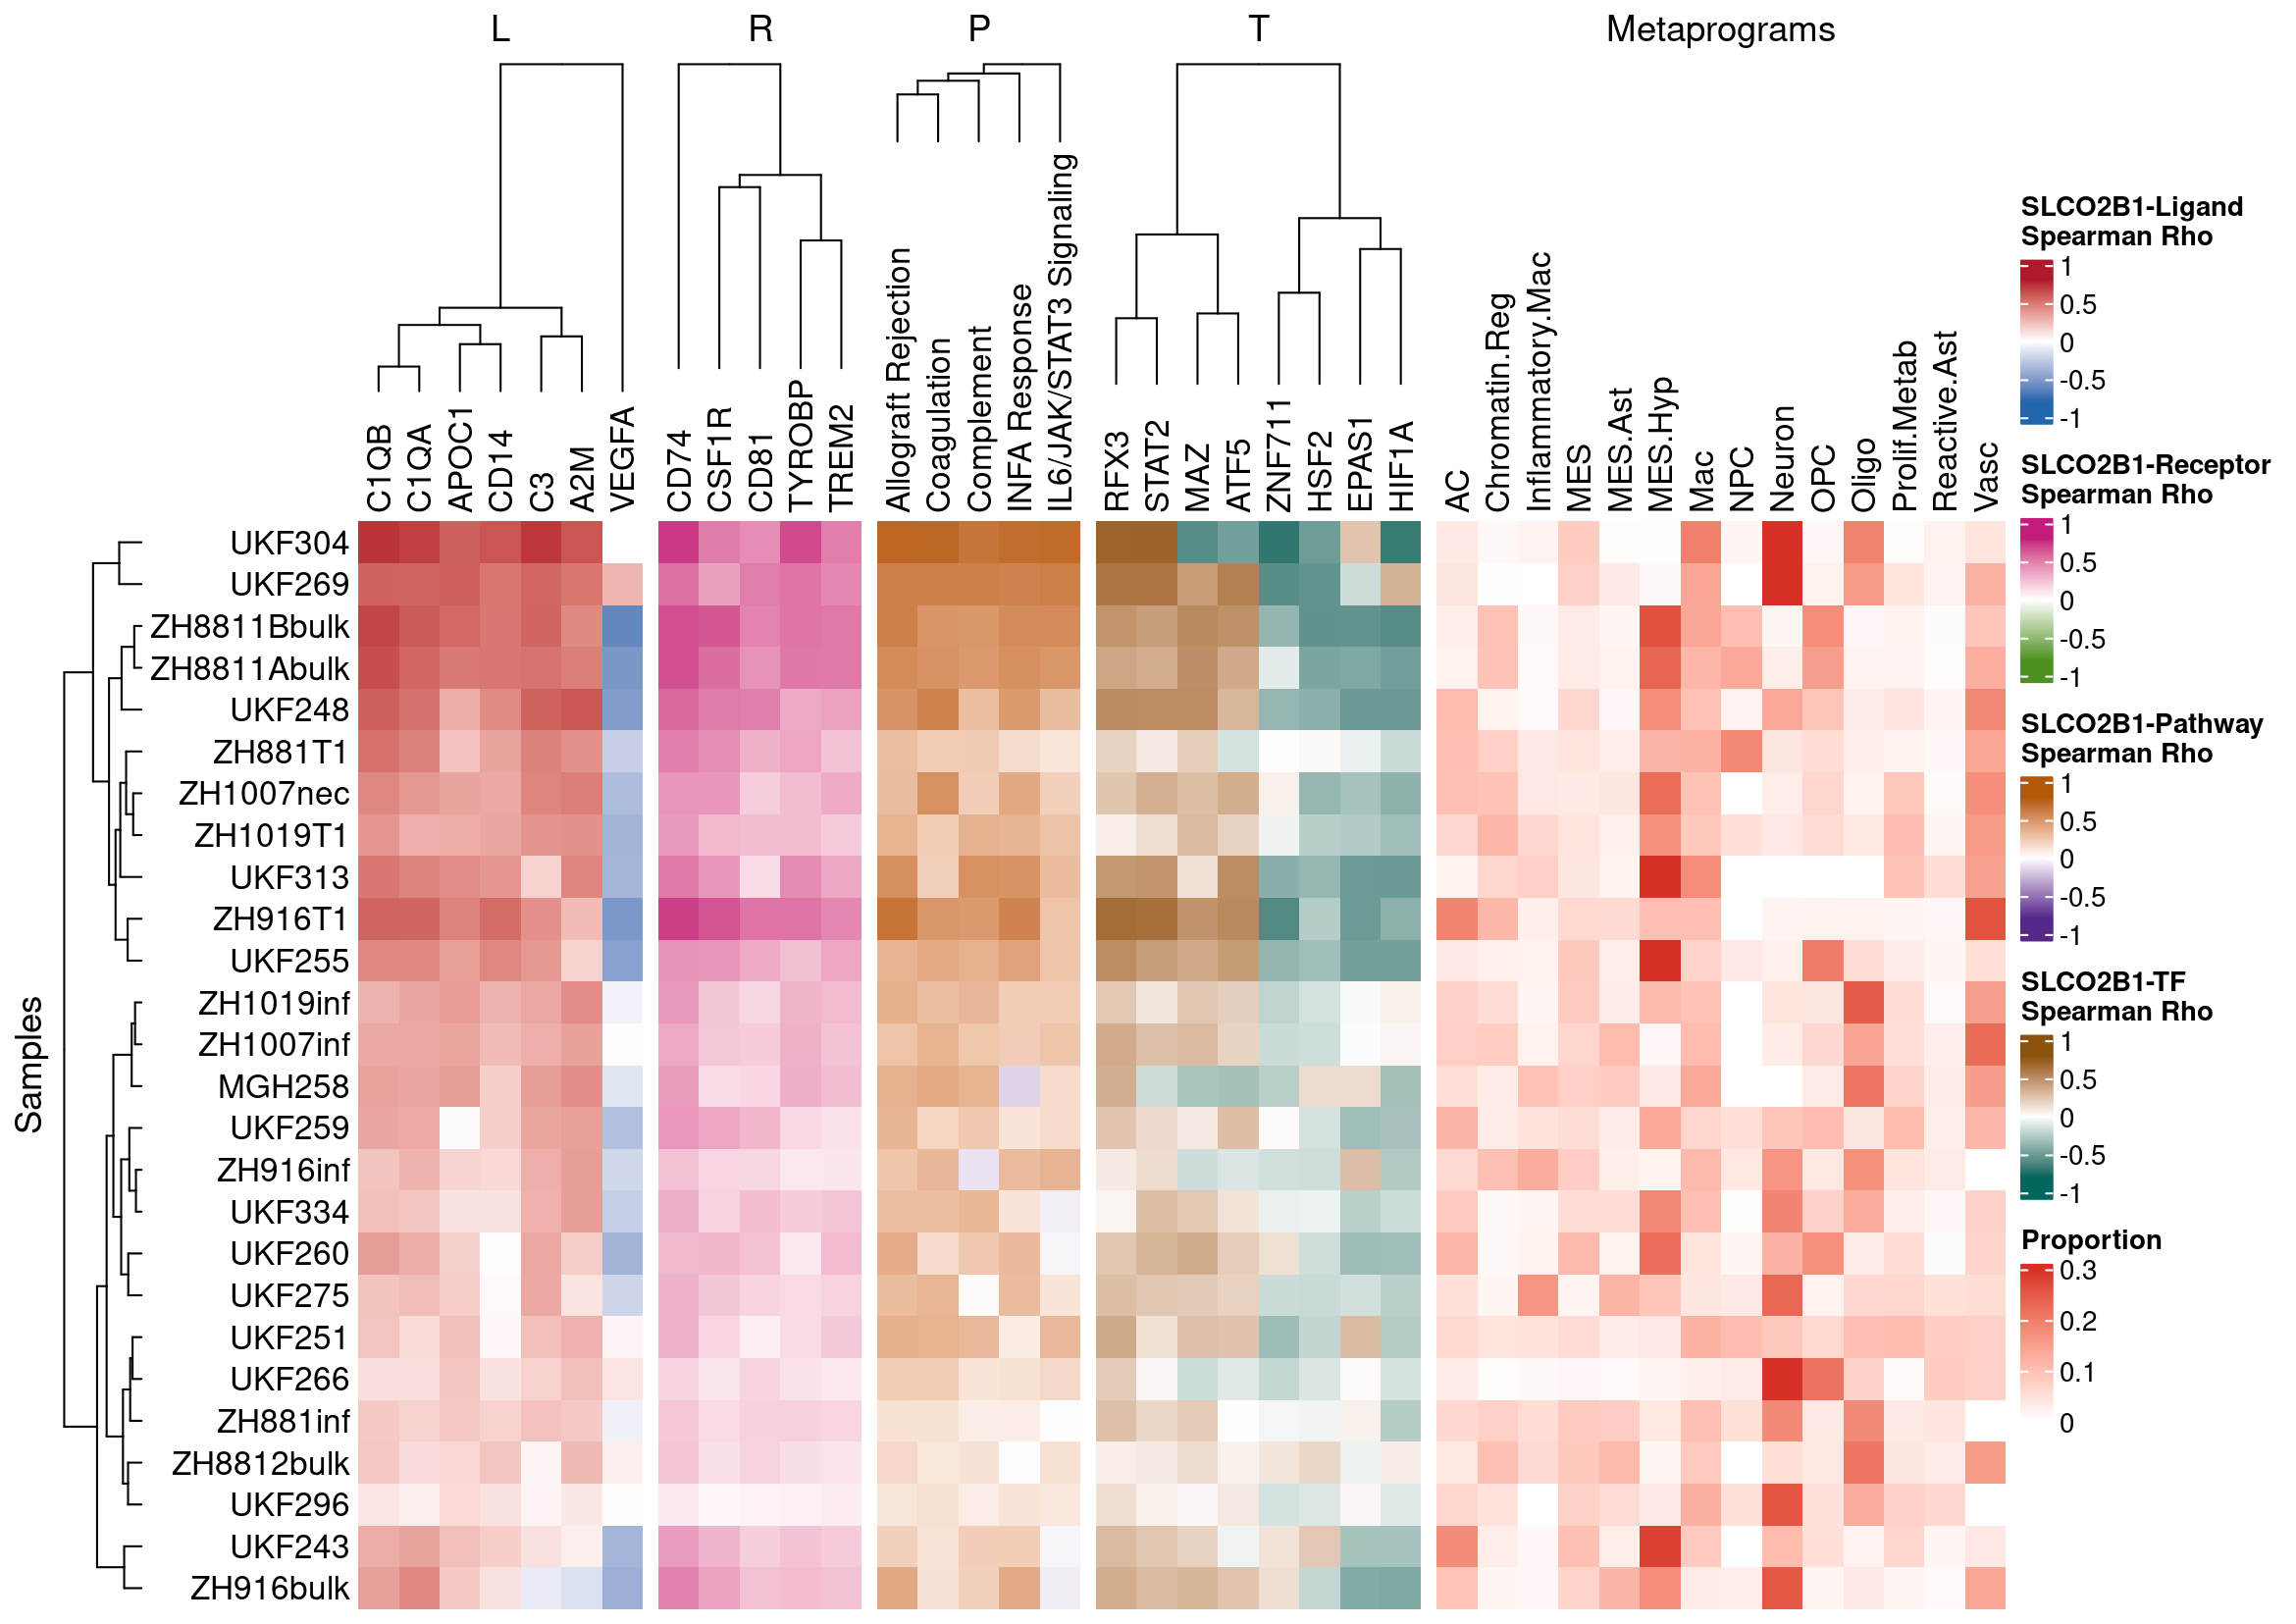 L R P T Metaprograms
C1QB
C1QA
APOC1
CD14
C3
A2M
VEGFA
CD74
CSF1R
CD81
TYROBP
TREM2
Allograft Rejection
Coagulation
Complement
INFA Response
IL6/JAK/STAT3 Signaling
RFX3
STAT2
MAZ
ATF5
ZNF711
HSF2
EPAS1
HIF1A
AC
Chromatin.Reg
Inflammatory.Mac
MES
MES.Ast
MES.Hyp
Mac
NPC
Neuron
OPC
Oligo
Prolif.Metab
Reactive.Ast
Vasc
Samples
UKF304
UKF269
ZH8811Bbulk
ZH8811Abulk
UKF248
ZH881T1
ZH1007nec
ZH1019T1
UKF313
ZH916T1
UKF255
ZH1019inf
ZH1007inf
MGH258
UKF259
ZH916inf
UKF334
UKF260
UKF275
UKF251
UKF266
ZH881inf
ZH8812bulk
UKF296
UKF243
ZH916bulk
SLCO2B1-Ligand
Spearman Rho
1
0.5
0
-0.5
-1
SLCO2B1-Receptor
Spearman Rho
1
0.5
0
-0.5
-1
SLCO2B1-Pathway
Spearman Rho
1
0.5
0
-0.5
-1
SLCO2B1-TF
Spearman Rho
1
0.5
0
-0.5
-1
Proportion
0.3
0.2
0.1
0